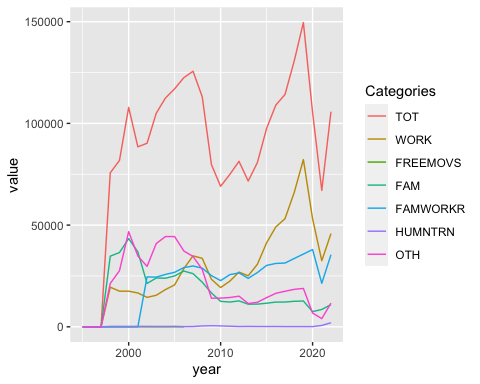 150000
100000
50000
0
value
2000
2010
2020
year
Categories
TOT
WORK
FREEMOVS
FAM
FAMWORKR
HUMNTRN
OTH